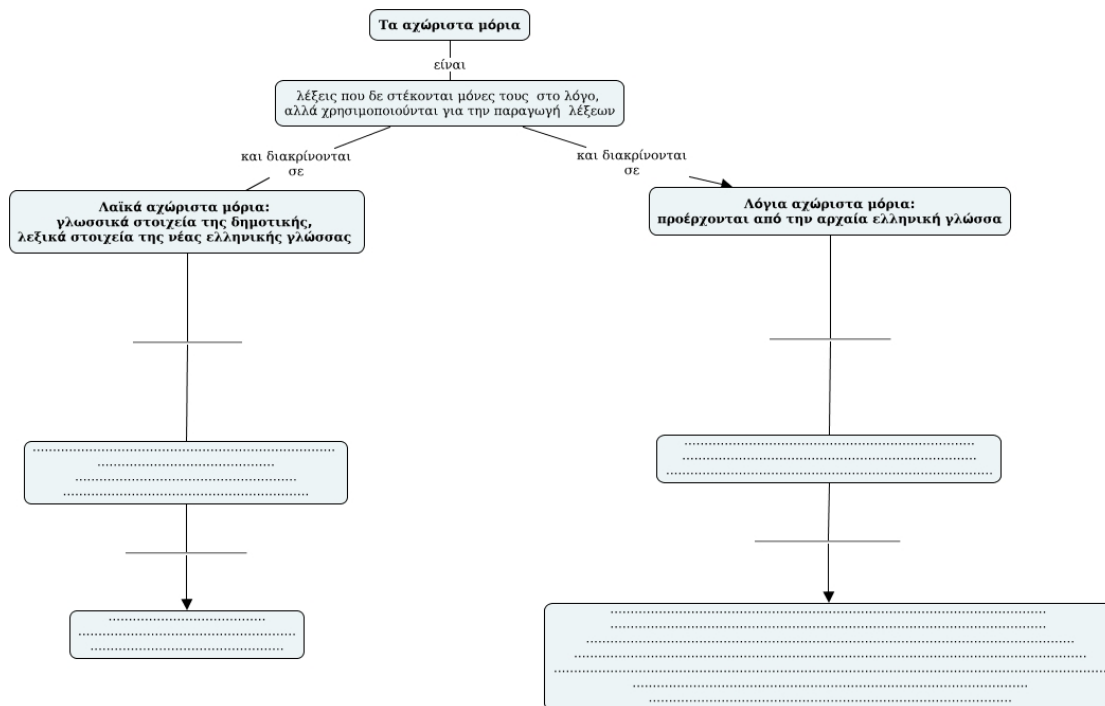 Τα αχώριστα μόρια
είναι
λέξεις που δε στέκονται μόνες τους στο λόγο,
αλλά χρησιμοποιούνται για την παραγωγή λέξεων
και διακρίνονται
σε
και διακρίνονται
σε
Λαϊκά αχώριστα μόρια:
γλωσσικά στοιχεία της δημοτικής,
λεξικά στοιχεία της νέας ελληνικής γλώσσας
Λόγια αχώριστα μόρια:
προέρχονται από την αρχαία ελληνική γλώσσα